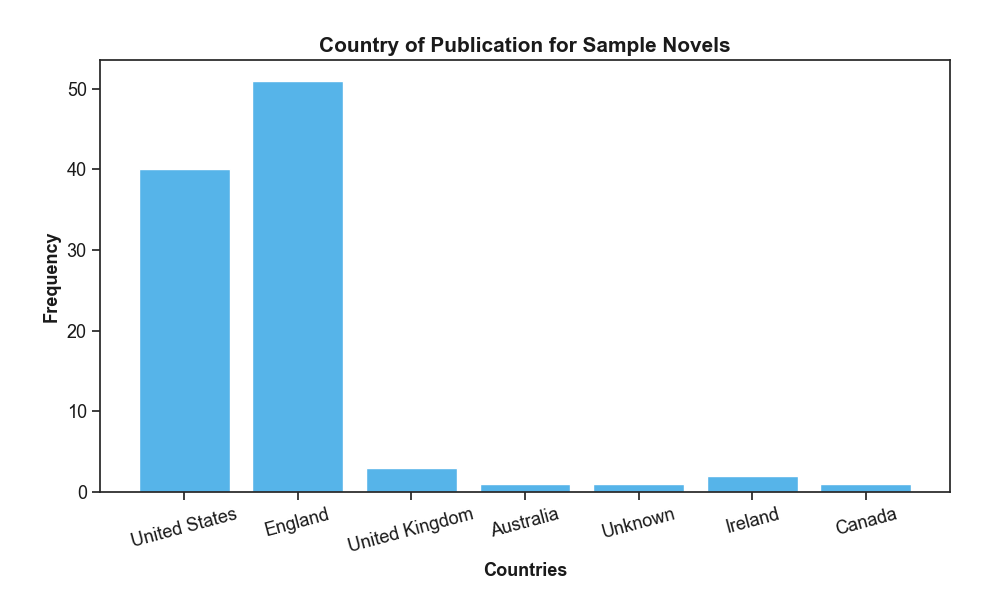 Country of Publication for Sample Novels
Frequency
50
40
30
20
10
0
United States
England
United Kingdom
Australia
Unknown
Ireland
Canada
Countries